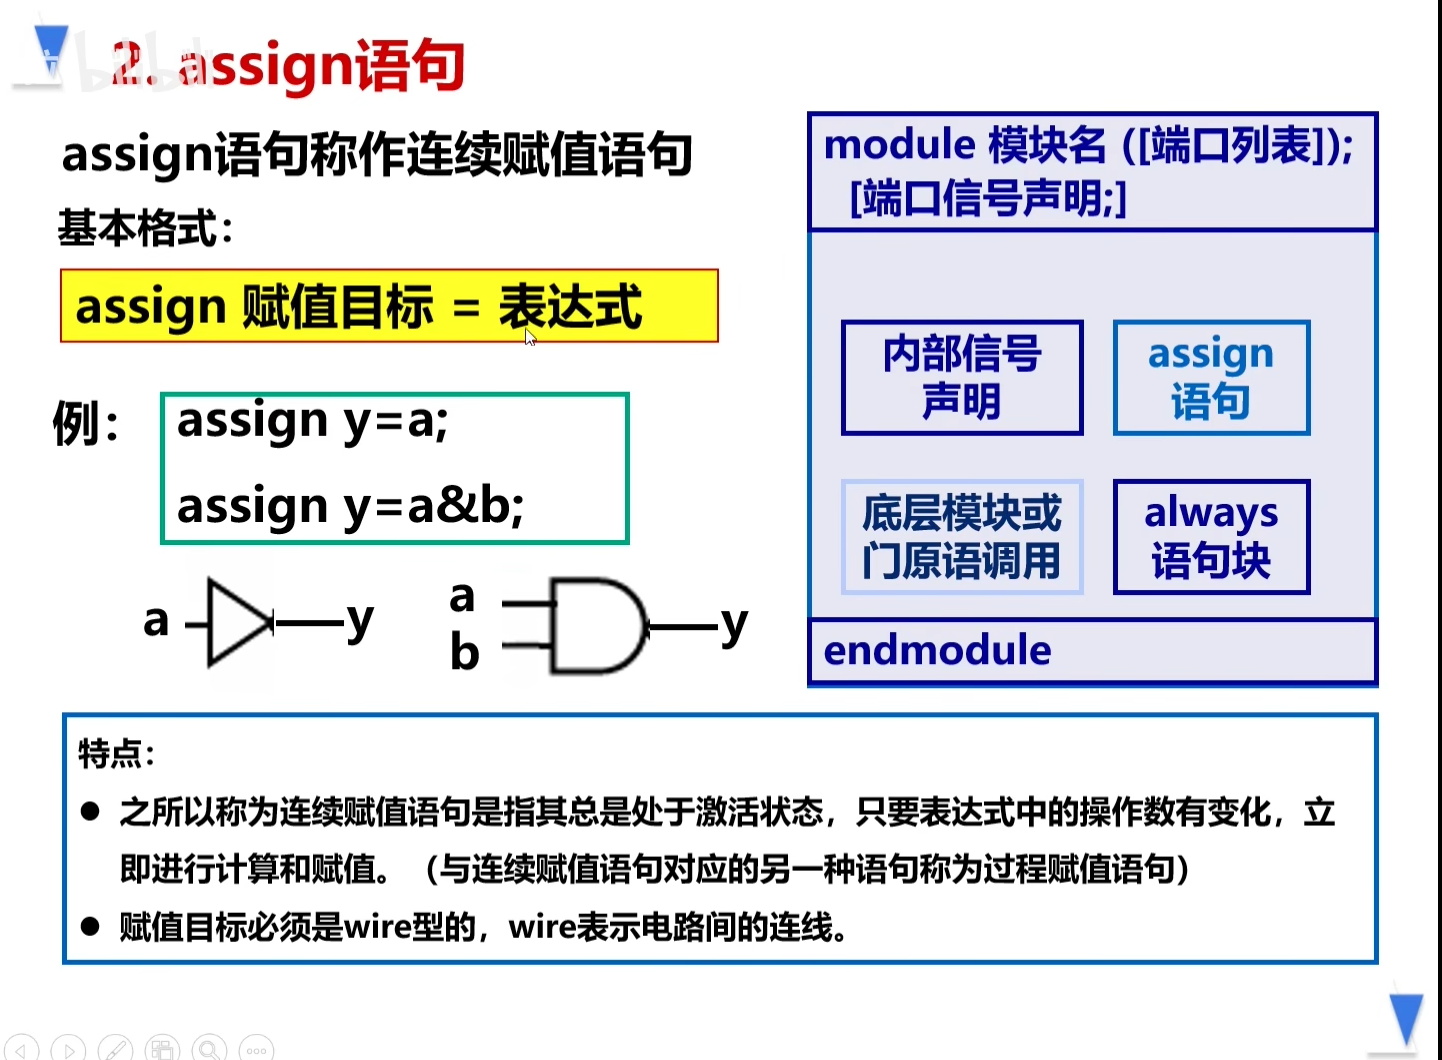 2. assign语句
assign语句称作连续赋值语句
基本格式：
assign 赋值目标 = 表达式
例：
assign y=a;
assign y=a&b;
a
y
a
b
y
module 模块名 ([端口列表]);
[端口信号声明;]
内部信号
声明
assign
语句
底层模块或
门原语调用
always
语句块
endmodule
特点：
● 之所以称为连续赋值语句是指其总是处于激活状态，只要表达式中的操作数有变化，立
即进行计算和赋值。（与连续赋值语句对应的另一种语句称为过程赋值语句）
● 赋值目标必须是wire型的，wire表示电路间的连线。